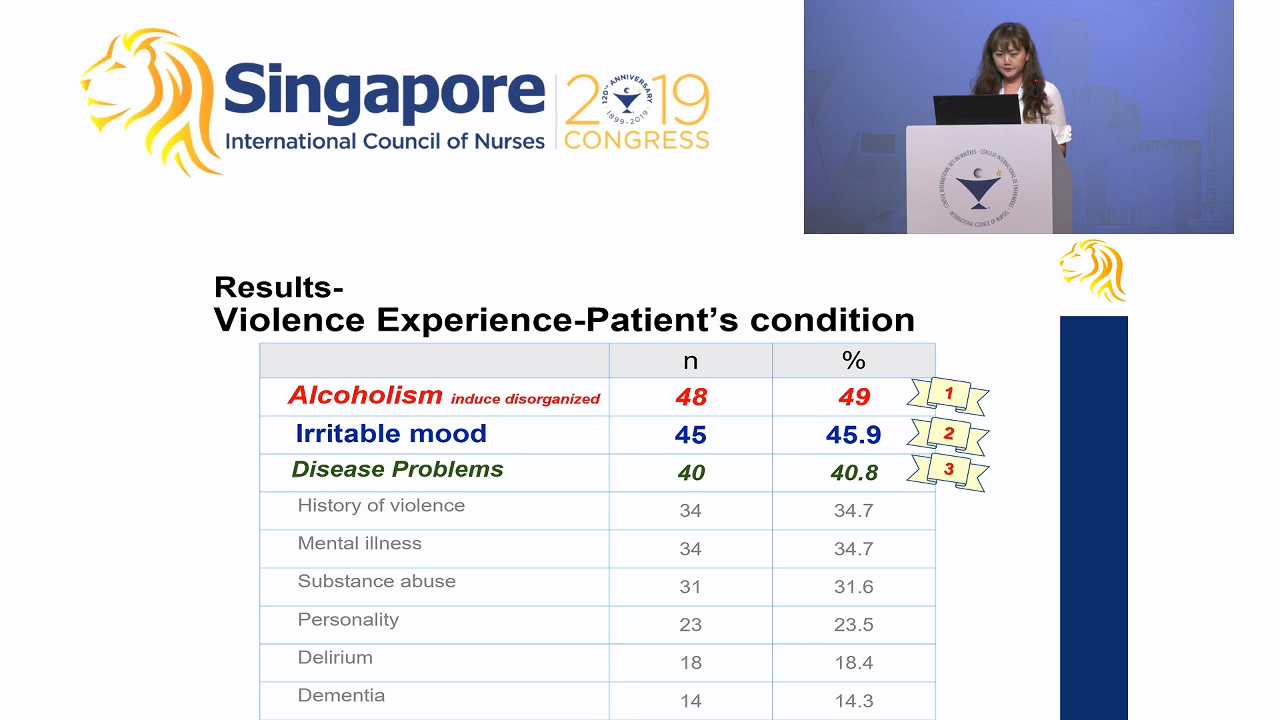 Singapore
International Council of Nurses
2019
CONGRESS
120TH ANNIVERSARY
1899-2019
Results-
Violence Experience-Patient's condition
n %
Alcoholism induce disorganized 48 49 1
Irritable mood 45 45.9 2
Disease Problems 40 40.8 3
History of violence 34 34.7
Mental illness 34 34.7
Substance abuse 31 31.6
Personality 23 23.5
Delirium 18 18.4
Dementia 14 14.3